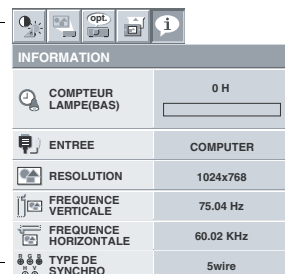 opt.
i
INFORMATION
COMPTEUR
LAMPE(BAS)
0 H
ENTREE
COMPUTER
RESOLUTION
1024x768
FREQUENCE
VERTICALE
75.04 Hz
FREQUENCE
HORIZONTALE
60.02 KHz
TYPE DE
SYNCHRO
5wire